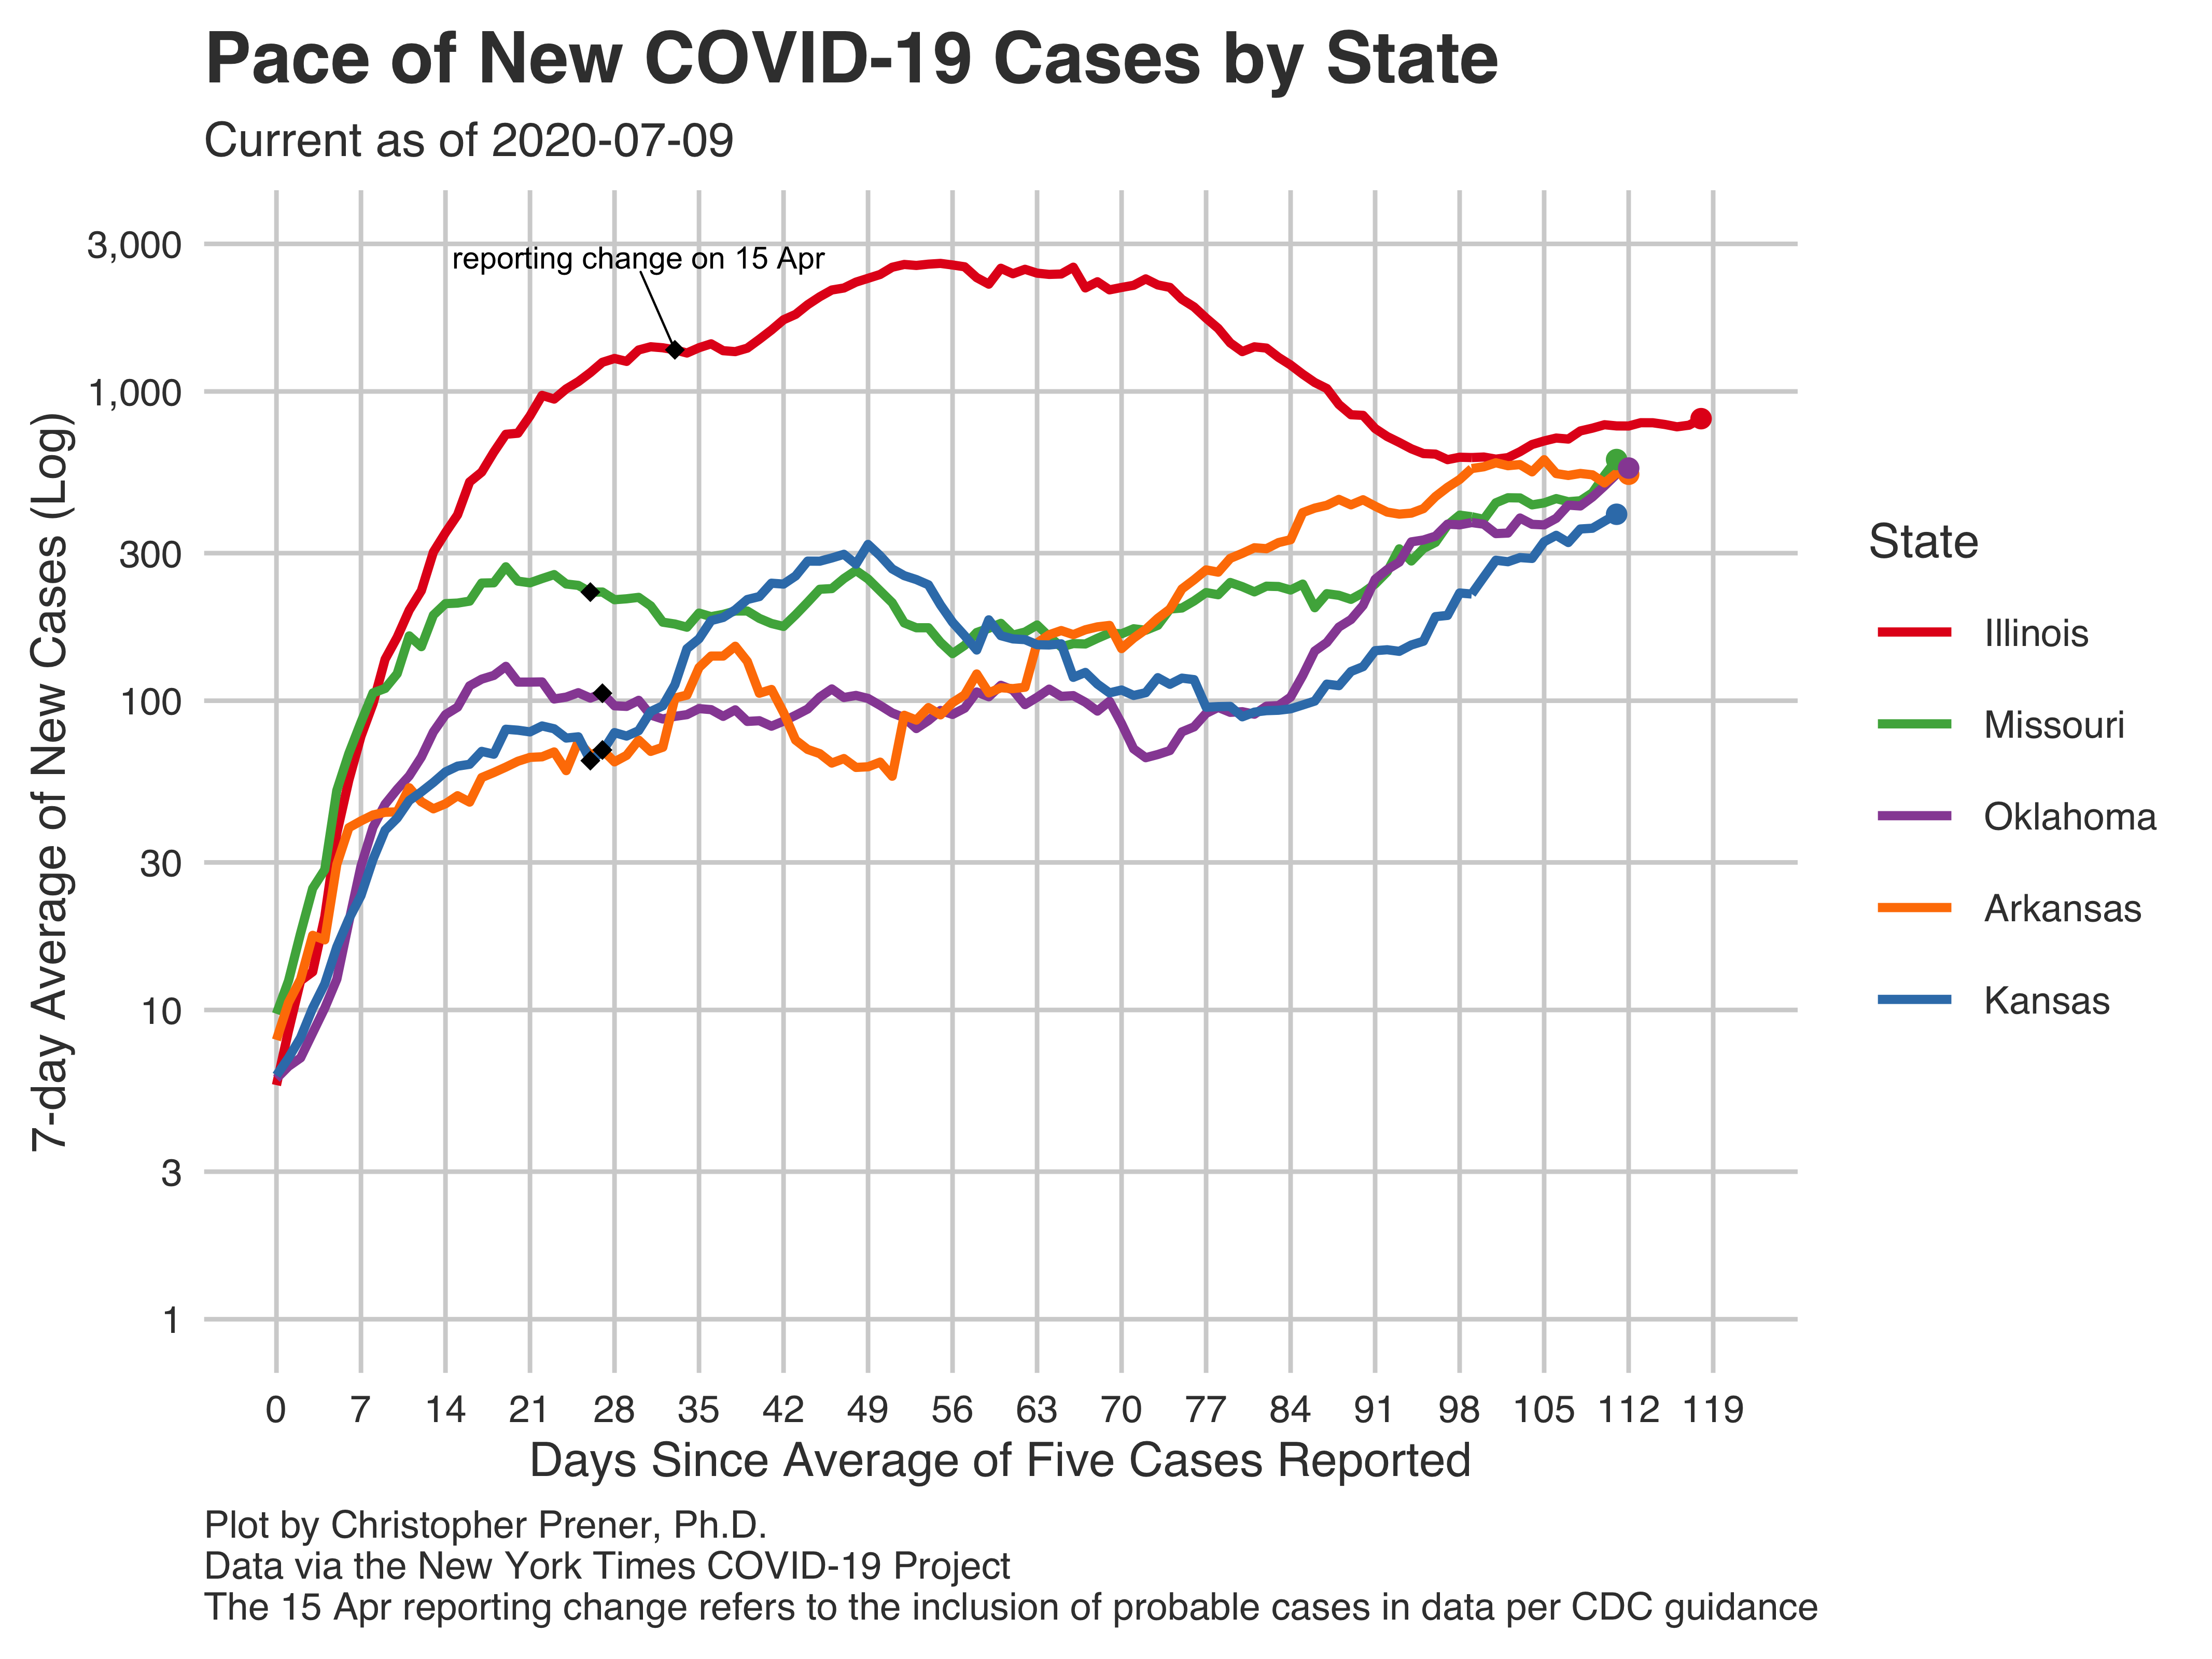 Pace of New COVID-19 Cases by State
Current as of 2020-07-09
3,000
1,000
300
100
30
10
3
1
7-day Average of New Cases (Log)
reporting change on 15 Apr
0 7 14 21 28 35 42 49 56 63 70 77 84 91 98 105 112 119
Days Since Average of Five Cases Reported
State
Illinois
Missouri
Oklahoma
Arkansas
Kansas
Plot by Christopher Prener, Ph.D.
Data via the New York Times COVID-19 Project
The 15 Apr reporting change refers to the inclusion of probable cases in data per CDC guidance